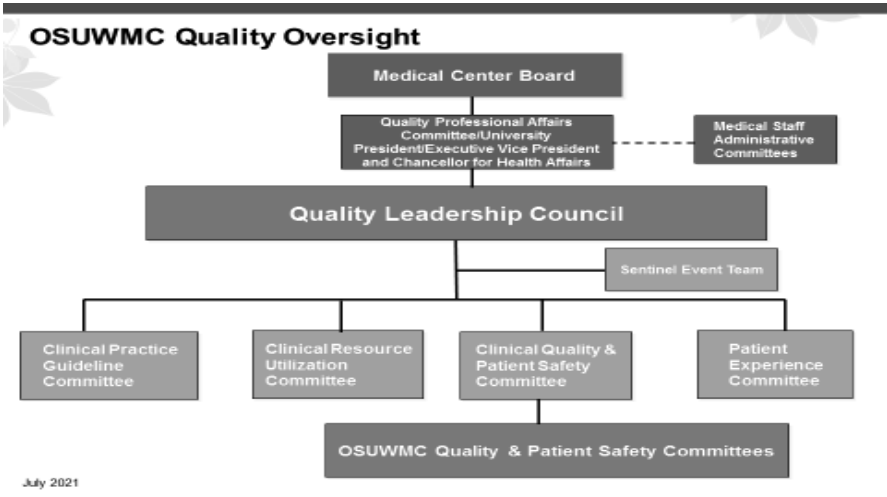 OSUWMC Quality Oversight
Medical Center Board
Quality Professional Affairs
Committee/University
President/Executive Vice President
and Chancellor for Health Affairs
Medical Staff
Administrative
Committees
Quality Leadership Council
Sentinel Event Team
Clinical Practice
Guideline
Committee
Clinical Resource
Utilization
Committee
Clinical Quality &
Patient Safety
Committee
Patient
Experience
Committee
OSUWMC Quality & Patient Safety Committees
July 2021